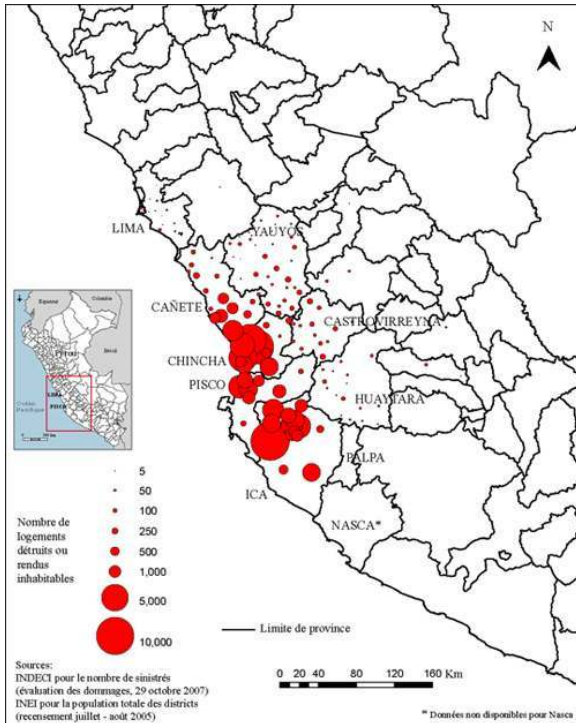 N
LIMA
YAUYOS
CAÑETE
CASTROVIRREYNA
CHINCHA
PISCO
HUAYTARA
PALPA
ICA
NASCA*
Equateur
Colombie
Brésil
PEROU
LIMA
PISCO
Océan
Pacifique
Nombre de
logements
détruits ou
rendus
inhabitables
5
50
100
250
500
1,000
5,000
10,000
Limite de province
0 20 40 80 120 160 Km
Sources:
INDECI pour le nombre de sinistrés
(évaluation des dommages, 29 octobre 2007)
INEI pour la population totale des districts
(recensement juillet - août 2005)
** Données non disponibles pour Nasca